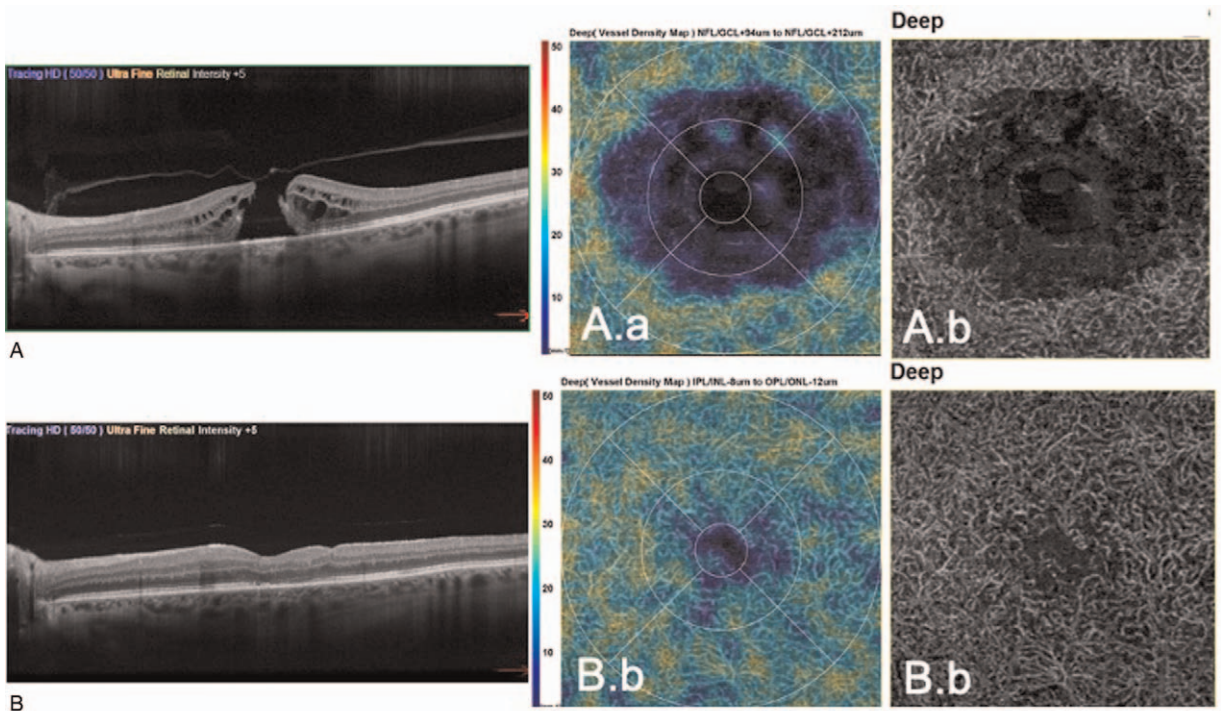 Tracing HD ( 50/50 ) Ultra Fine Retinal Intensity +5
A
Deep( Vessel Density Map ) NFL/GCL+94um to NFL/GCL+212um
50
40
30
20
10
A.a
Deep
A.b
Tracing HD ( 50/50 ) Ultra Fine Retinal Intensity +5
B
Deep( Vessel Density Map ) IPL/INL-8um to OPL/ONL-12um
50
40
30
20
10
B.b
Deep
B.b